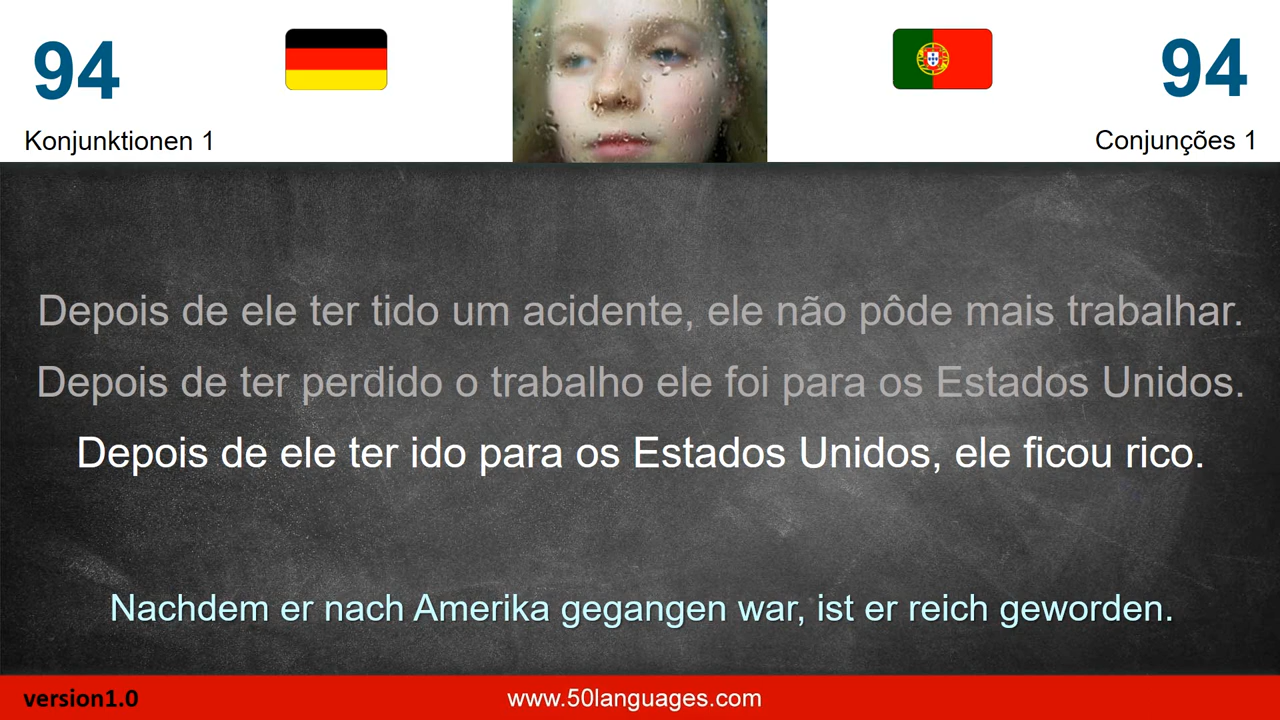 94
94
Konjunktionen 1
Conjunções 1
Depois de ele ter tido um acidente, ele não pôde mais trabalhar.
Depois de ter perdido o trabalho ele foi para os Estados Unidos.
Depois de ele ter ido para os Estados Unidos, ele ficou rico.
Nachdem er nach Amerika gegangen war, ist er reich geworden.
version1.0
www.50languages.com